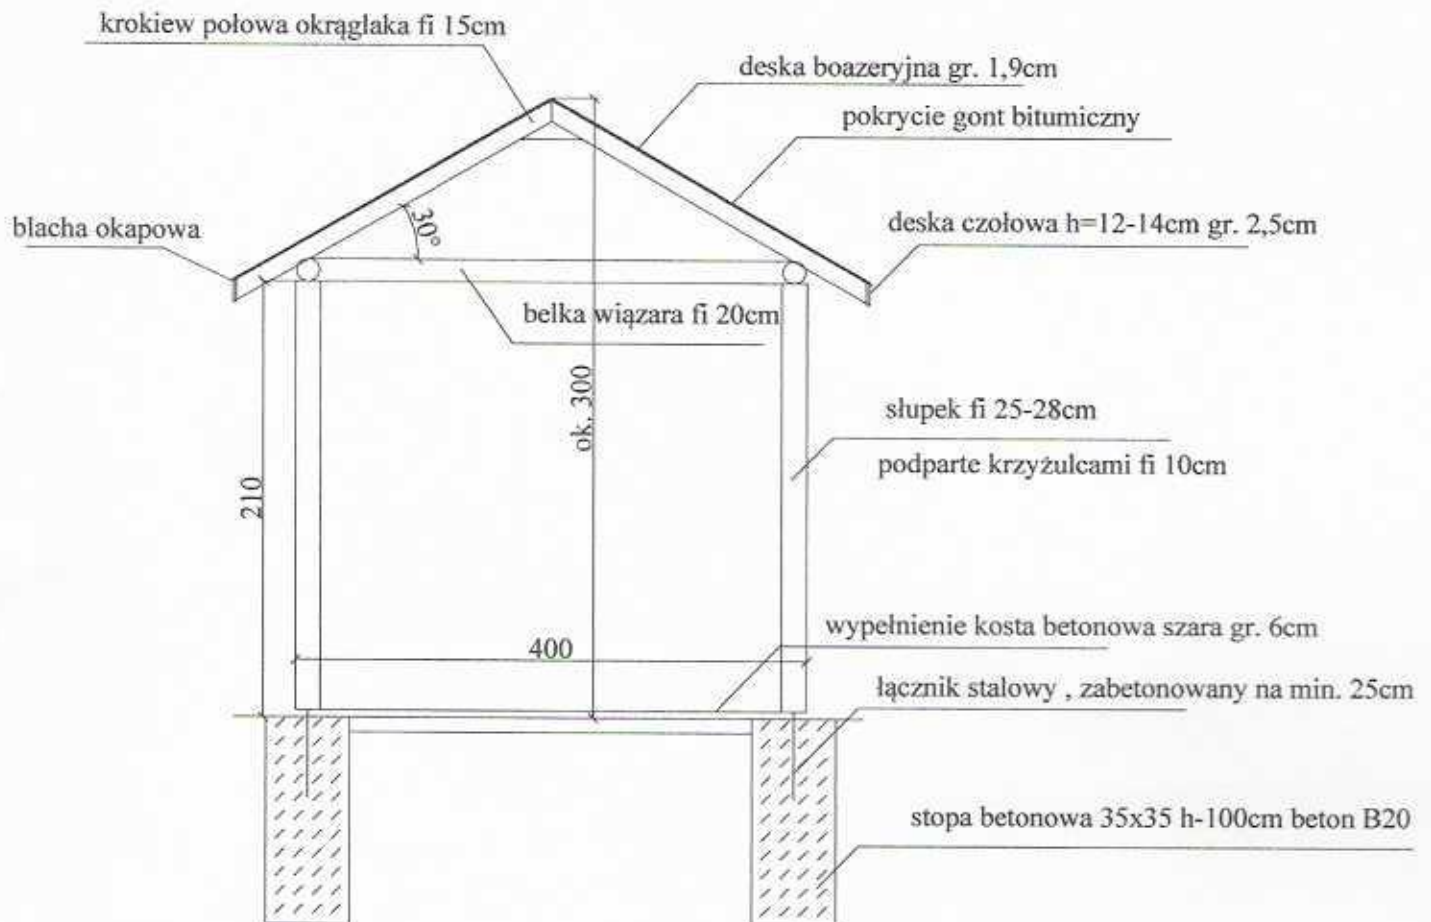 krokiew połowa okrąglaka fi 15cm
deska boazeryjna gr. 1,9cm
pokrycie gont bitumiczny
blacha okapowa
30°
deska czołowa h=12-14cm gr. 2,5cm
belka wiązara fi 20cm
ok. 300
słupek fi 25-28cm
podparte krzyżulcami fi 10cm
210
400
wypełnienie kosta betonowa szara gr. 6cm
łącznik stalowy , zabetonowany na min. 25cm
stopa betonowa 35x35 h-100cm beton B20